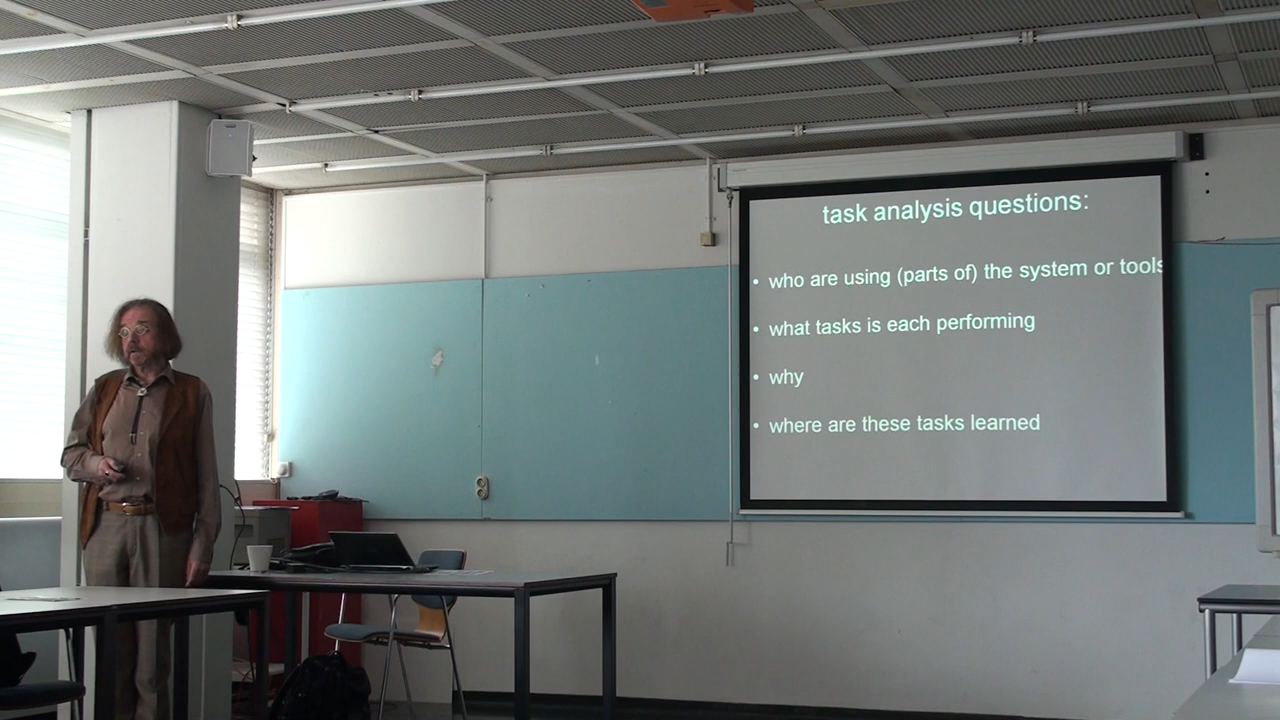 task analysis questions:
• who are using (parts of) the system or tools
• what tasks is each performing
• why
• where are these tasks learned